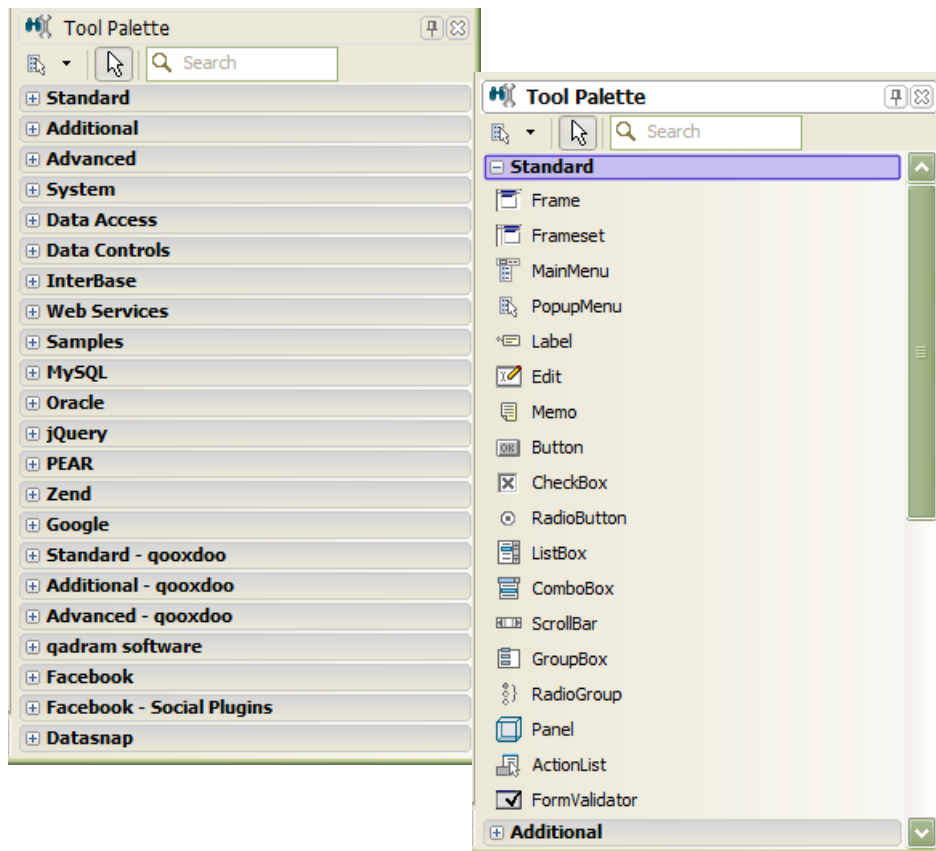 Tool Palette
Search
Standard
Additional
Advanced
System
Data Access
Data Controls
InterBase
Web Services
Samples
MySQL
Oracle
jQuery
PEAR
Zend
Google
Standard - qooxdoo
Additional - qooxdoo
Advanced - qooxdoo
qadram software
Facebook
Facebook - Social Plugins
Datasnap
Tool Palette
Search
Standard
Frame
Frameset
MainMenu
PopupMenu
Label
Edit
Memo
OK Button
CheckBox
RadioButton
ListBox
ComboBox
ScrollBar
GroupBox
RadioGroup
Panel
ActionList
FormValidator
Additional